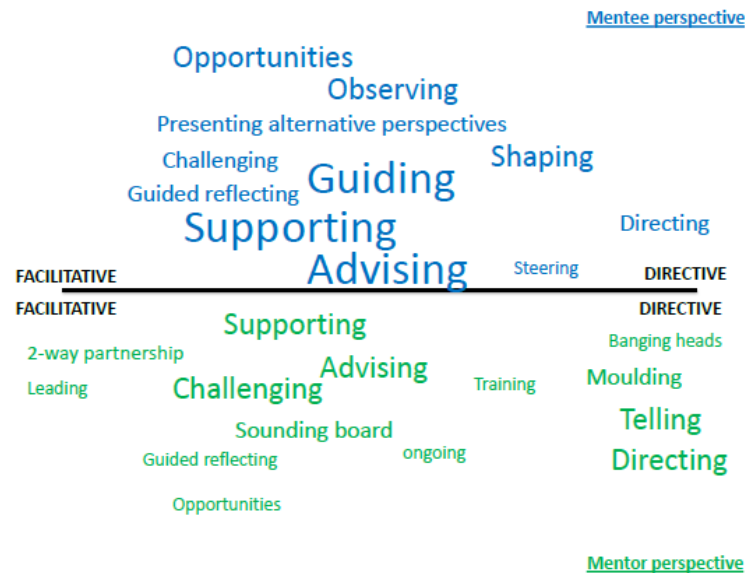 Mentee perspective
Opportunities
Observing
Presenting alternative perspectives
Challenging
Shaping
Guiding
Guided reflecting
Supporting
Directing
Advising
Steering
FACILITATIVE
DIRECTIVE
FACILITATIVE
DIRECTIVE
Supporting
Banging heads
2-way partnership
Advising
Leading
Challenging
Training
Moulding
Telling
Sounding board
Guided reflecting
ongoing
Directing
Opportunities
Mentor perspective